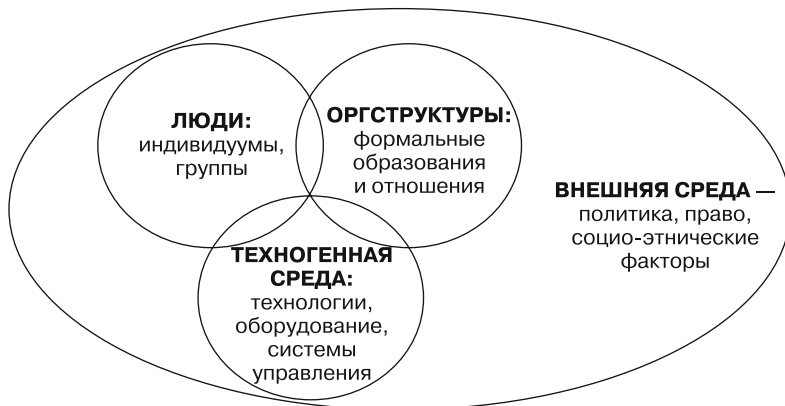 ЛЮДИ:
индивидуумы,
группы
ОРГСТРУКТУРЫ:
формальные
образования
и отношения
ВНЕШНЯЯ СРЕДА —
политика, право,
социо-этнические
факторы
ТЕХНОГЕННАЯ
СРЕДА:
технологии,
оборудование,
системы
управления